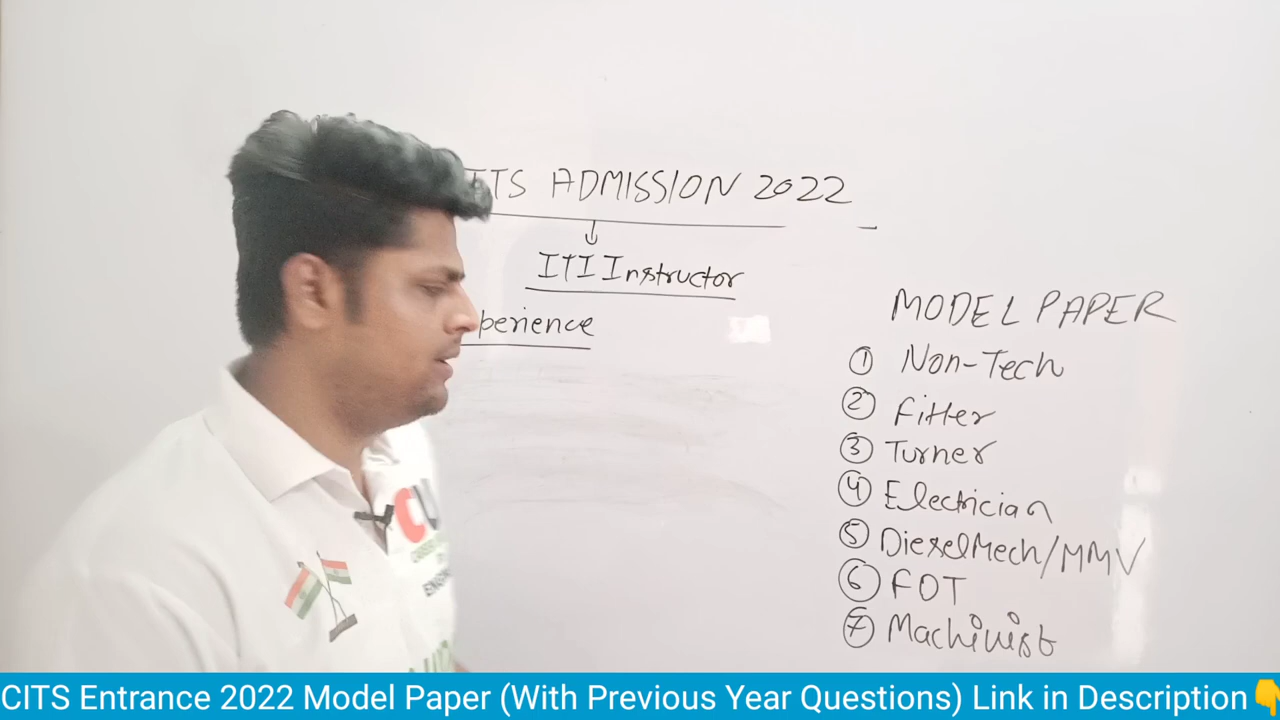 ITS ADMISSION 2022
ITI Instructor
perience
MODEL PAPER
① Non-Tech
② Fitter
③ Turner
④ Electrician
⑤ DieselMech/MMV
⑥ FOT
⑦ Machinist
CITS Entrance 2022 Model Paper (With Previous Year Questions) Link in Description👇